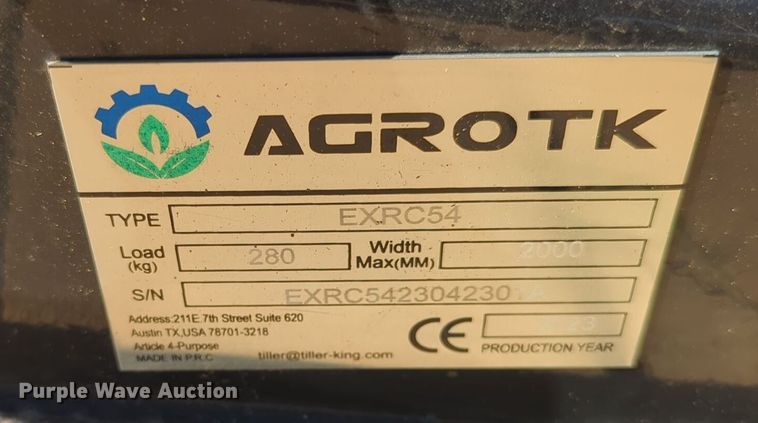 AGROTK
TYPE EXRC54
Load (kg) 280 Width Max(MM) 2000
S/N EXRC542304230
Address:211E.7th Street Suite 620
Austin TX,USA 78701-3218
Article 4-Purpose
MADE IN P.R.C tiller@tiller-king.com
CE
PRODUCTION YEAR
Purple Wave Auction